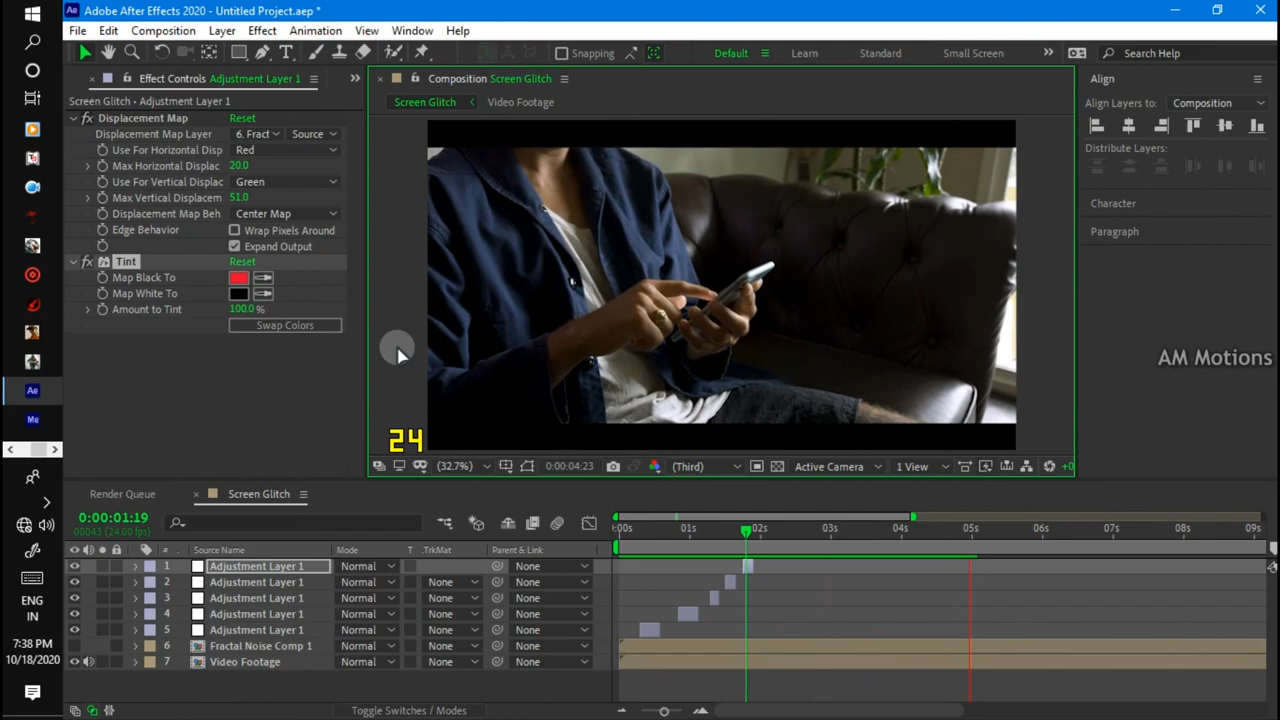 Adobe After Effects 2020 - Untitled Project.aep *
File Edit Composition Layer Effect Animation View Window Help
Snapping Default Learn Standard Small Screen Search Help
Effect Controls Adjustment Layer 1
Screen Glitch • Adjustment Layer 1
fx Displacement Map Reset
Displacement Map Layer 6. Fract Source
Use For Horizontal Disp Red
Max Horizontal Displac 20.0
Use For Vertical Displac Green
Max Vertical Displacem 51.0
Displacement Map Beh Center Map
Edge Behavior Wrap Pixels Around
Expand Output
fx Tint Reset
Map Black To
Map White To
Amount to Tint 100.0 %
Swap Colors
Composition Screen Glitch
Screen Glitch Video Footage
24
(32.7%) 0:00:04:23 (Third) Active Camera 1 View +0
Align
Align Layers to: Composition
Distribute Layers:
Character
Paragraph
AM Motions
Render Queue Screen Glitch
0:00:01:19
00043 (24.00 fps)
:00s 01s 02s 03s 04s 05s 06s 07s 08s 09s
# Source Name Mode T .TrkMat Parent & Link
1 Adjustment Layer 1 Normal None
2 Adjustment Layer 1 Normal None None
3 Adjustment Layer 1 Normal None None
4 Adjustment Layer 1 Normal None None
5 Adjustment Layer 1 Normal None None
6 Fractal Noise Comp 1 Normal None None
7 Video Footage Normal None None
Toggle Switches / Modes
Ae
Me
ENG
IN
7:38 PM
10/18/2020